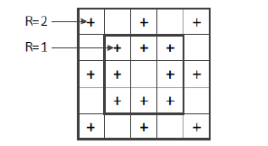 R=2 + + +
R=1 + + +
+ + + +
+ + +
+ + +